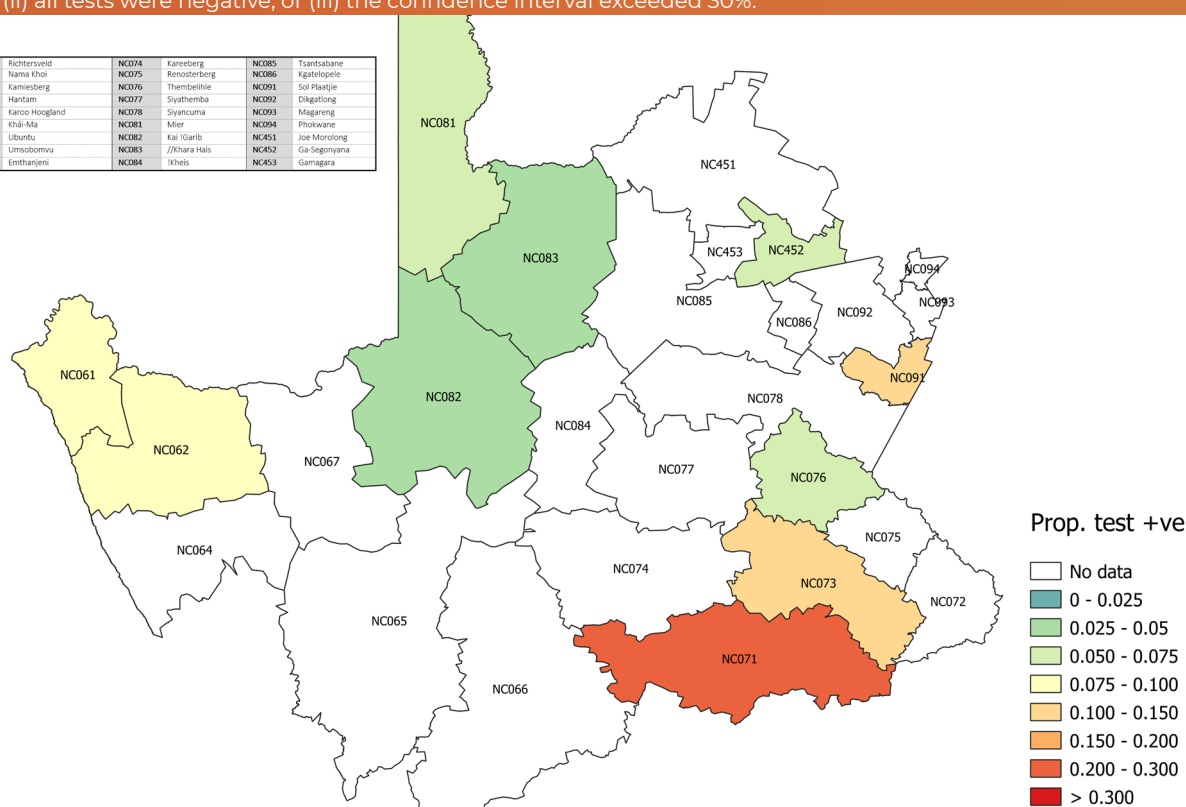 (ii) all tests were negative, or (iii) the confidence interval exceeded 30%.
Richtersveld NC074 Kareeberg NC085 Tsantsabane
Nama Khoi NC075 Renosterberg NC086 Kgatelopele
Kamiesberg NC076 Thembelihle NC091 Sol Plaatjie
Hantam NC077 Siyathemba NC092 Dikgatlong
Karoo Hoogland NC078 Siyancuma NC093 Magareng
Khâi-Ma NC081 Mier NC094 Phokwane
Ubuntu NC082 Kai !Garib NC451 Joe Morolong
Umsobomvu NC083 //Khara Hais NC452 Ga-Segonyana
Emthanjeni NC084 !Kheis NC453 Gamagara
NC081
NC451
NC453
NC452
NC083
NC094
NC085
NC093
NC092
NC086
NC061
NC091
NC082
NC078
NC084
NC062
NC067
NC077
NC076
NC075
NC064
NC074
NC073
NC072
NC065
NC071
NC066
Prop. test +ve
No data
0 - 0.025
0.025 - 0.05
0.050 - 0.075
0.075 - 0.100
0.100 - 0.150
0.150 - 0.200
0.200 - 0.300
> 0.300